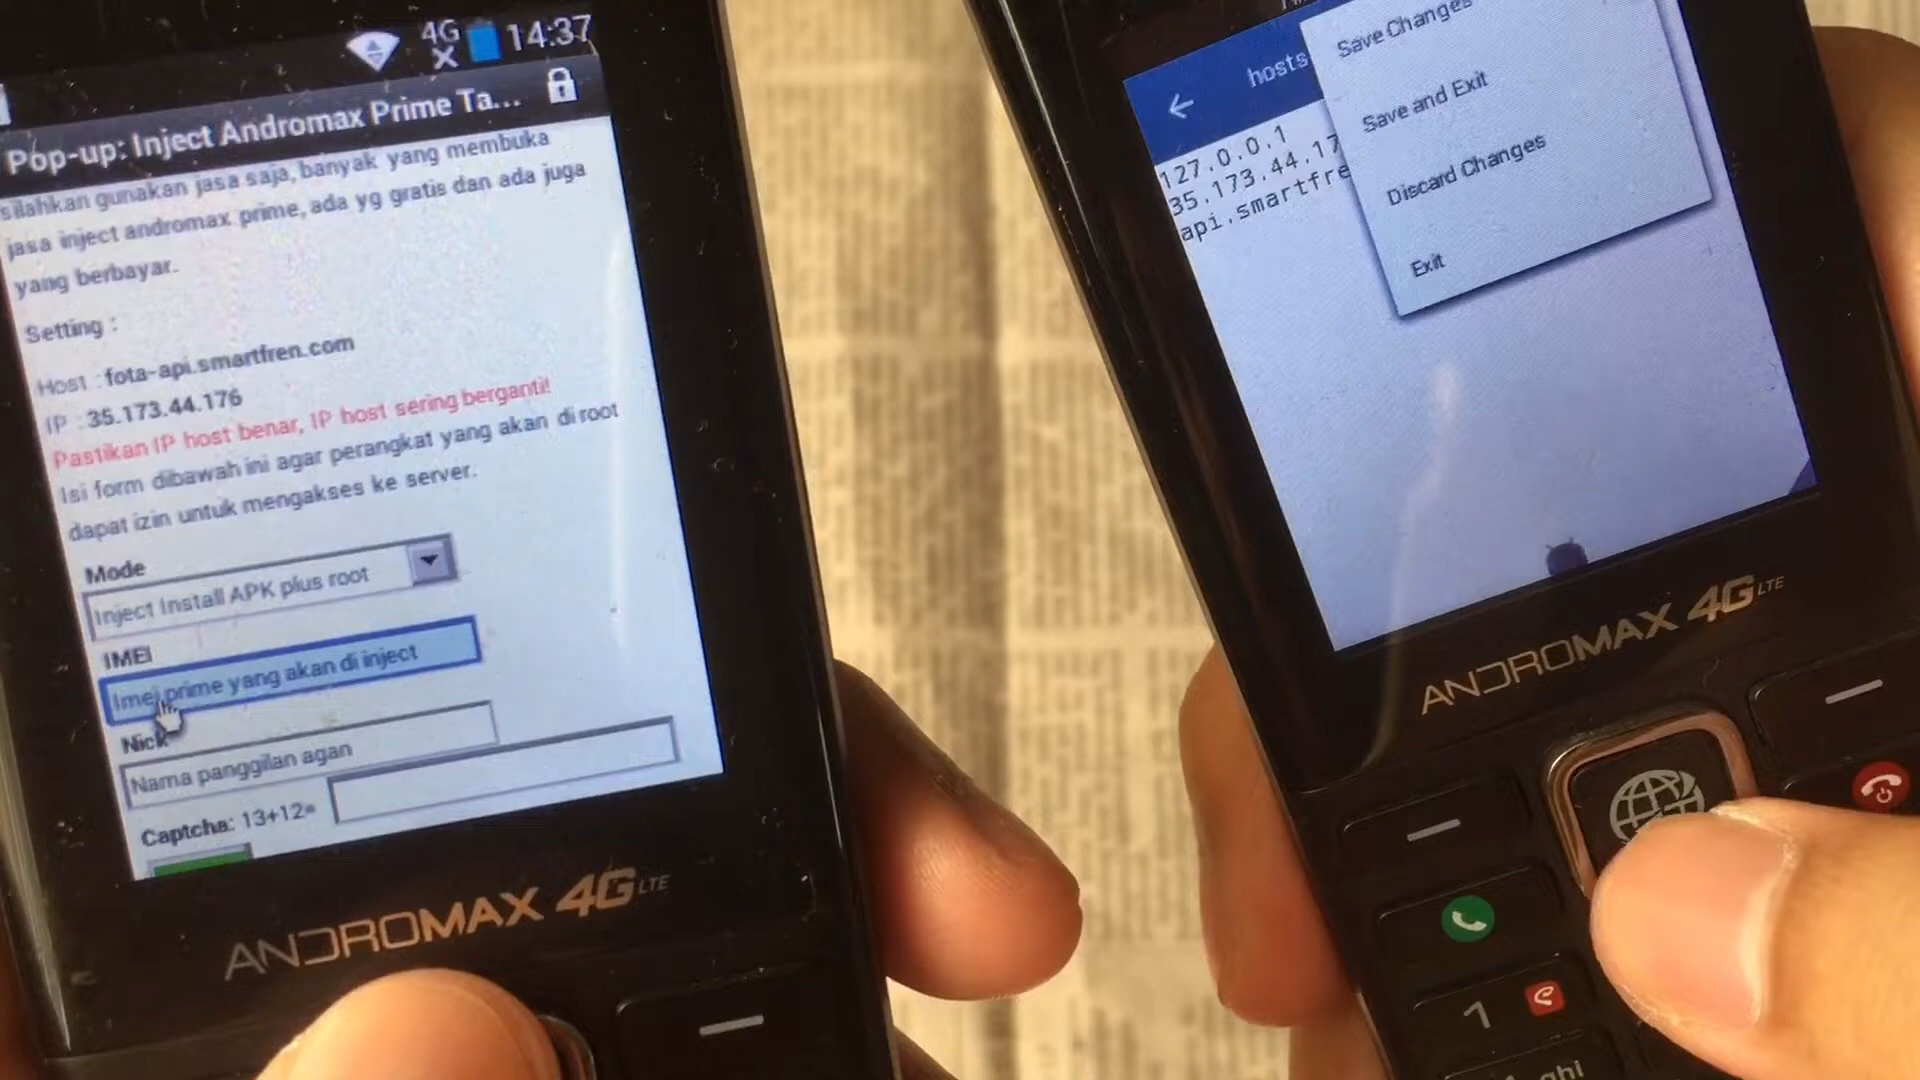 4G
14:37
Pop-up: Inject Andromax Prime Ta...
silahkan gunakan jasa saja, banyak yang membuka
jasa inject andromax prime, ada yg gratis dan ada juga
yang berbayar.
Setting :
Host : fota-api.smartfren.com
IP : 35.173.44.176
Pastikan IP host benar, IP host sering berganti!
Isi form dibawah ini agar perangkat yang akan di root
dapat izin untuk mengakses ke server.
Mode
Inject Install APK plus root
IMEI
Imei prime yang akan di inject
Nick
Nama panggilan agan
Captcha: 13+12=
ANDROMAX 4G LTE
hosts
Save Changes
Save and Exit
Discard Changes
Exit
127.0.0.1
35.173.44.17
api.smartfre
ANDROMAX 4G LTE
1
ghi